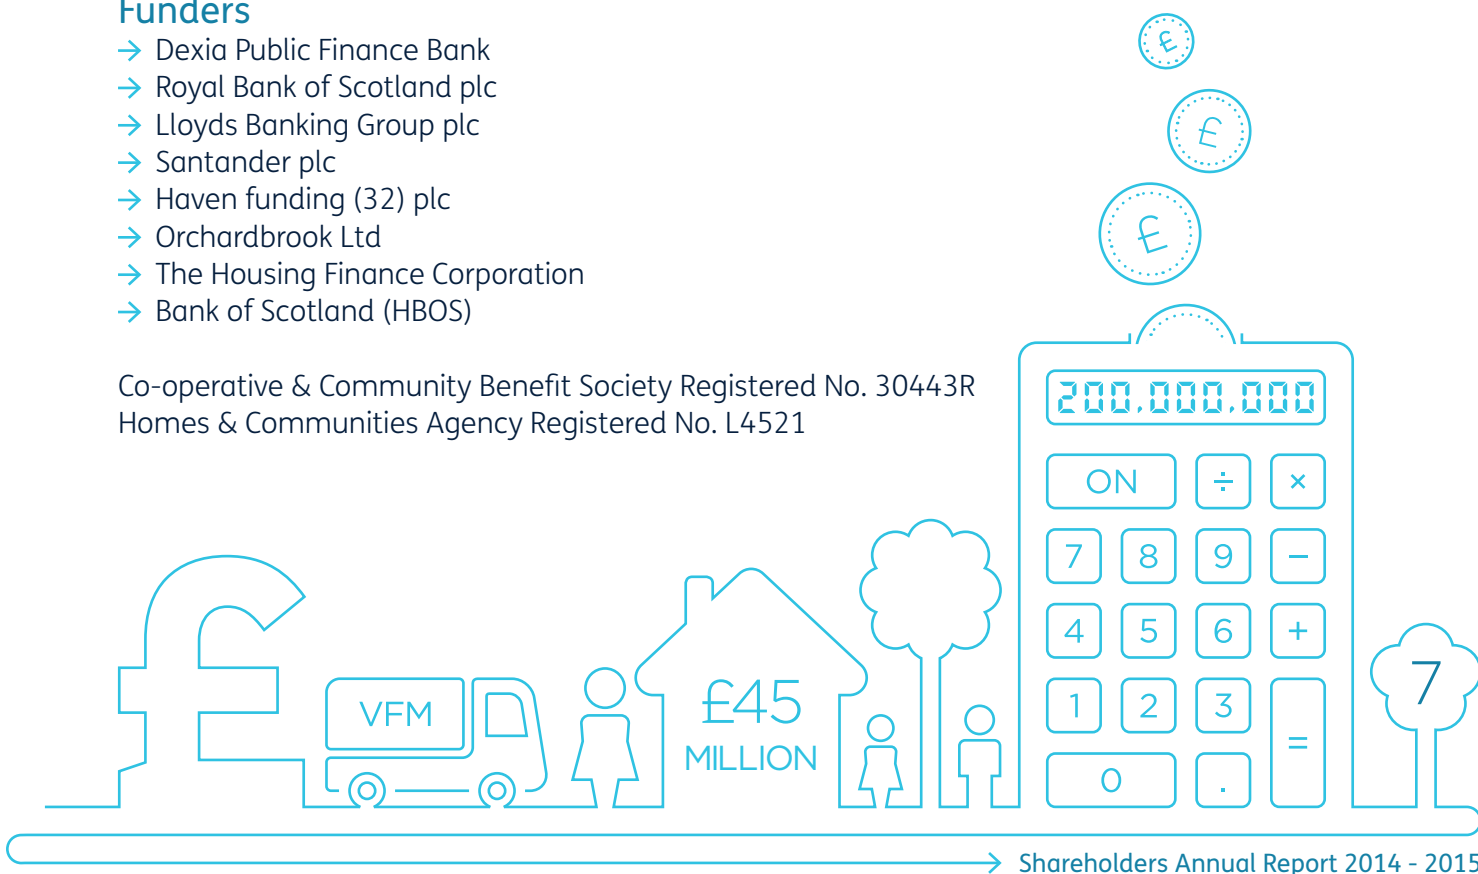 Funders
→ Dexia Public Finance Bank
→ Royal Bank of Scotland plc
→ Lloyds Banking Group plc
→ Santander plc
→ Haven funding (32) plc
→ Orchardbrook Ltd
→ The Housing Finance Corporation
→ Bank of Scotland (HBOS)
Co-operative & Community Benefit Society Registered No. 30443R
Homes & Communities Agency Registered No. L4521
£
£
£
200.000.000
ON ÷ ×
7 8 9 −
4 5 6 +
1 2 3 =
0 .
VFM
£45
MILLION
7
→ Shareholders Annual Report 2014 - 2015